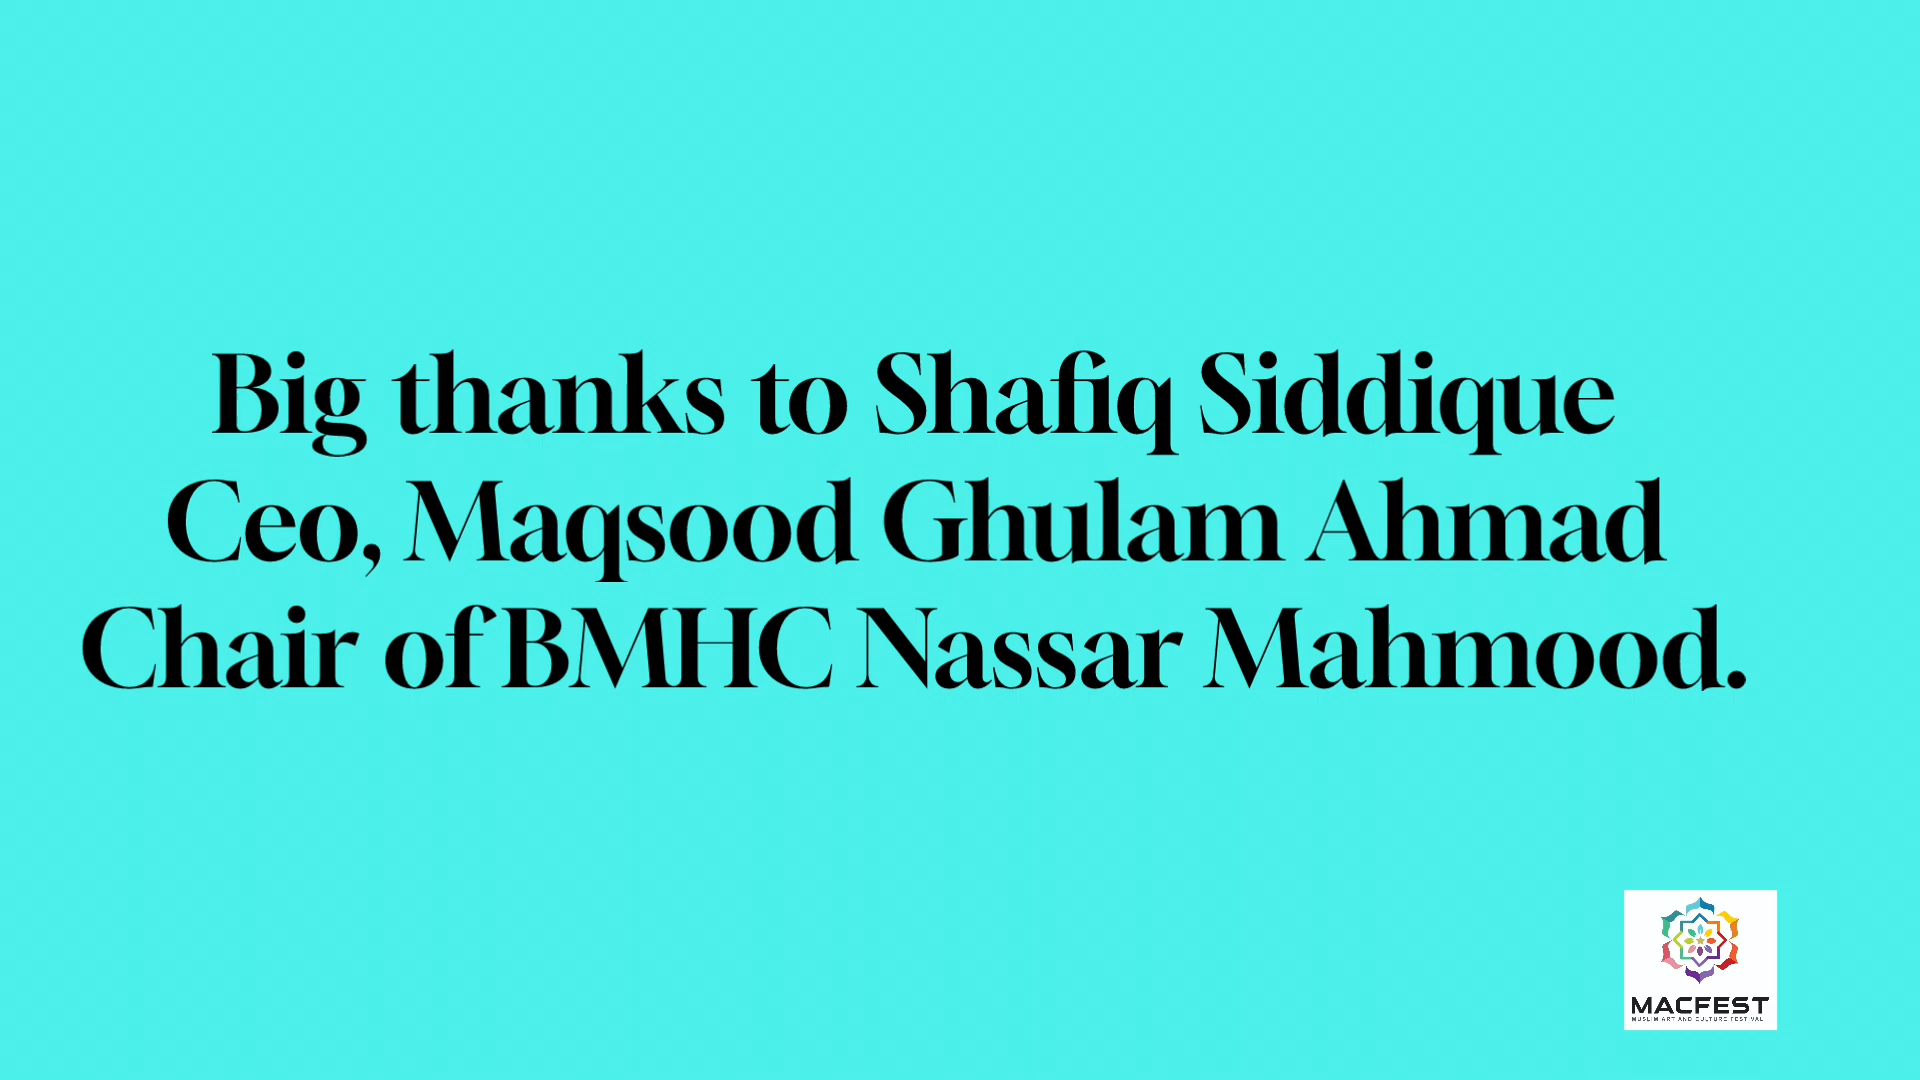 Big thanks to Shafiq Siddique
Ceo, Maqsood Ghulam Ahmad
Chair of BMHC Nassar Mahmood.
MACFEST
MUSLIM ART AND CULTURE FESTIVAL